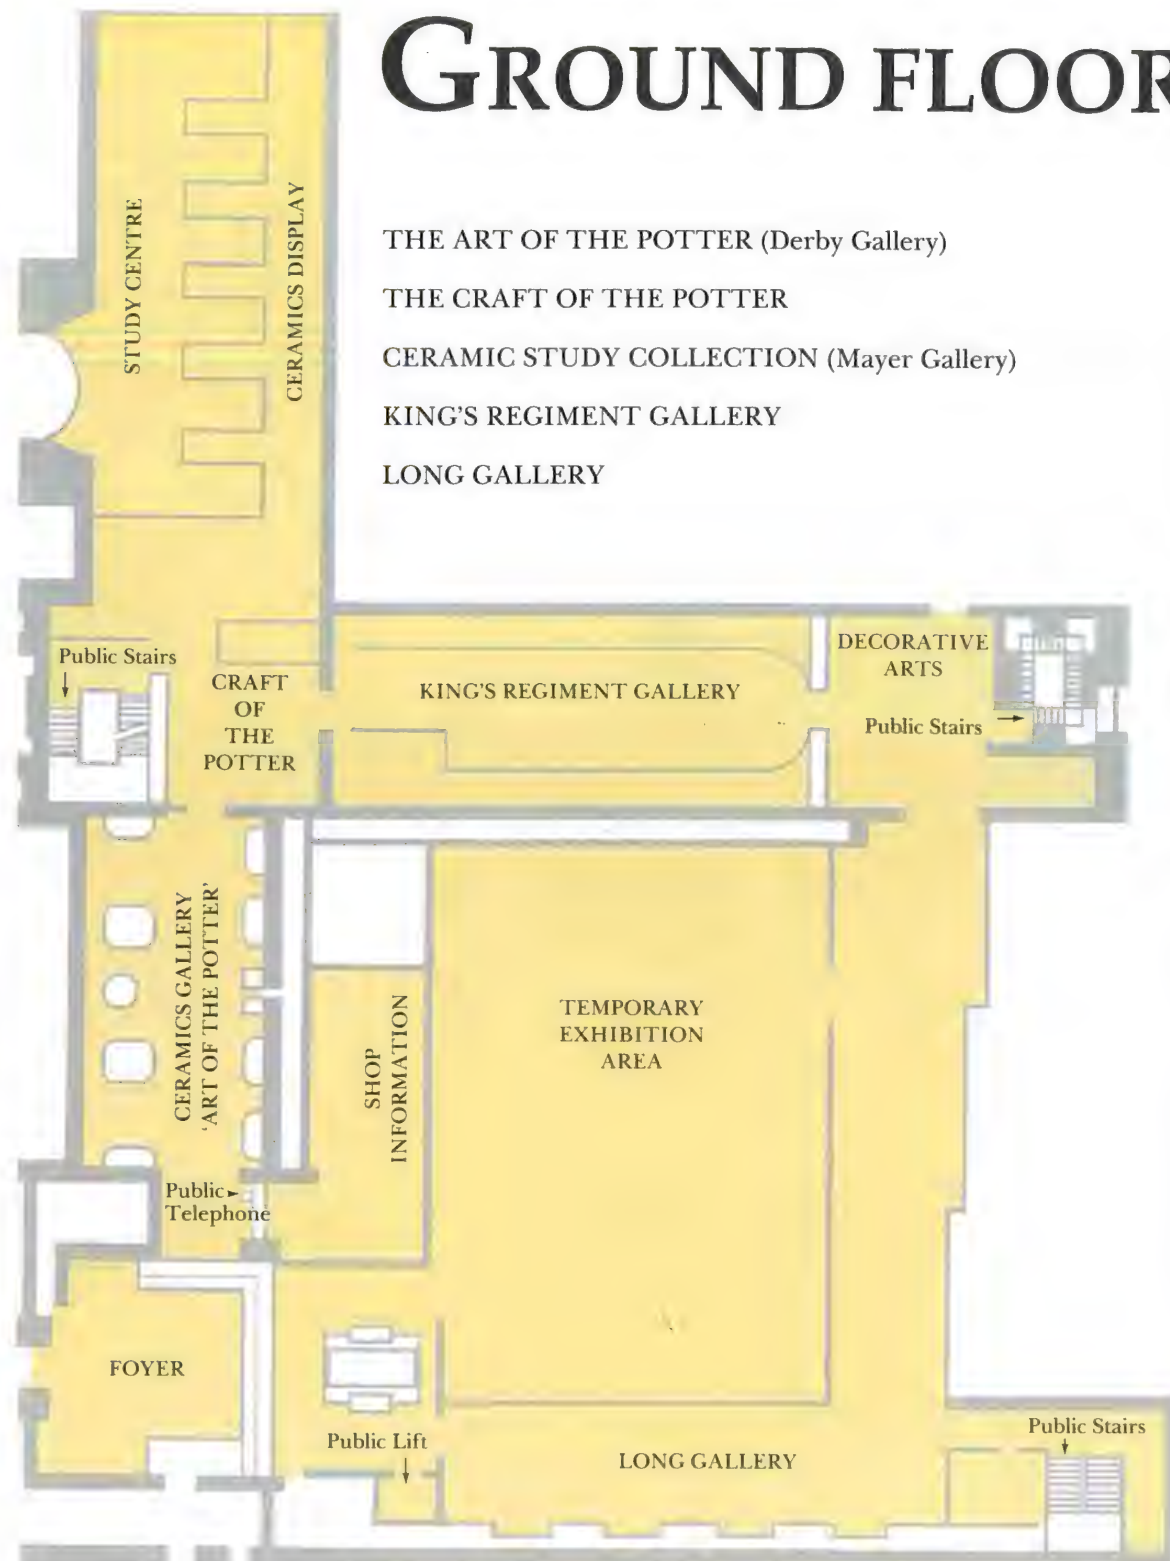 GROUND FLOOR
THE ART OF THE POTTER (Derby Gallery)
THE CRAFT OF THE POTTER
CERAMIC STUDY COLLECTION (Mayer Gallery)
KING'S REGIMENT GALLERY
LONG GALLERY
STUDY CENTRE
CERAMICS DISPLAY
Public Stairs
CRAFT
OF
THE
POTTER
KING'S REGIMENT GALLERY
DECORATIVE
ARTS
Public Stairs
CERAMICS GALLERY
'ART OF THE POTTER'
SHOP
INFORMATION
TEMPORARY
EXHIBITION
AREA
Public
Telephone
FOYER
Public Lift
LONG GALLERY
Public Stairs